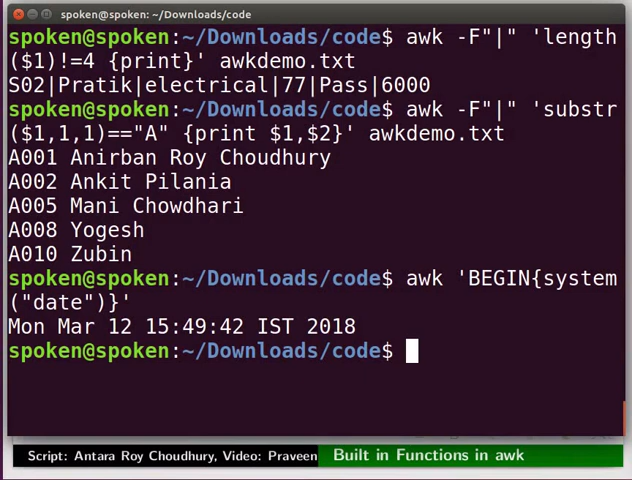 spoken@spoken: ~/Downloads/code
spoken@spoken:~/Downloads/code$ awk -F"|" 'length
($1)!=4 {print}' awkdemo.txt
S02|Pratik|electrical|77|Pass|6000
spoken@spoken:~/Downloads/code$ awk -F"|" 'substr
($1,1,1)=="A" {print $1,$2}' awkdemo.txt
A001 Anirban Roy Choudhury
A002 Ankit Pilania
A005 Mani Chowdhari
A008 Yogesh
A010 Zubin
spoken@spoken:~/Downloads/code$ awk 'BEGIN{system
("date")}'
Mon Mar 12 15:49:42 IST 2018
spoken@spoken:~/Downloads/code$
Script: Antara Roy Choudhury, Video: Praveen
Built in Functions in awk